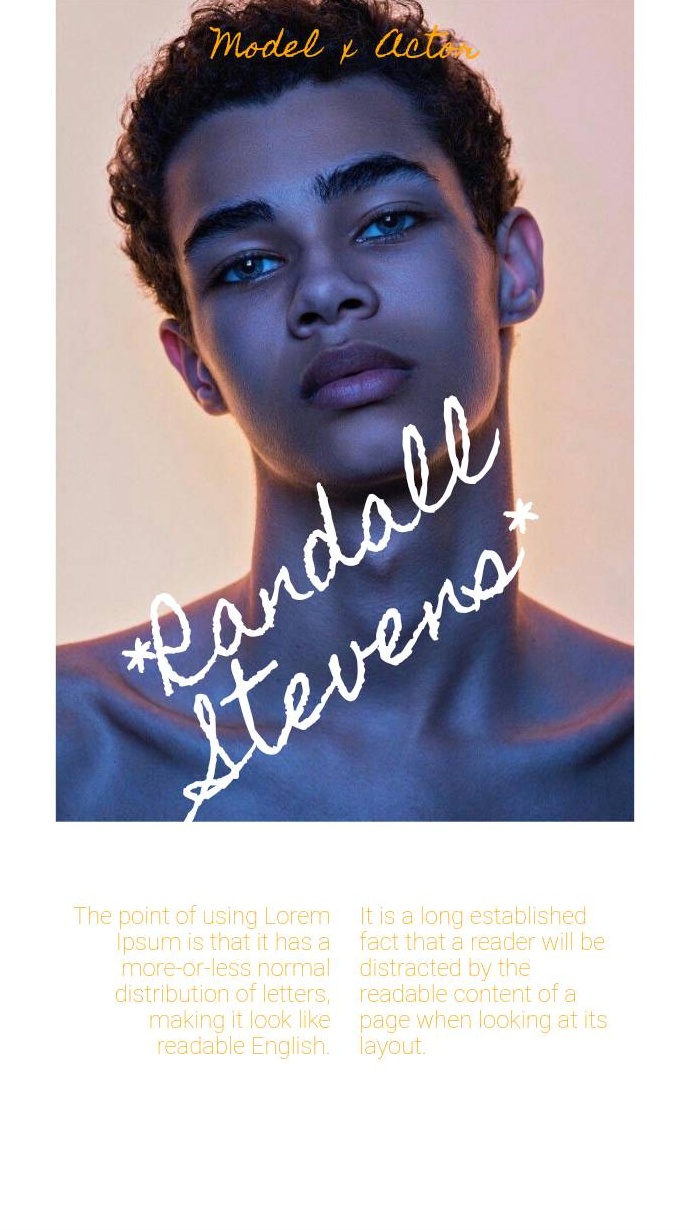 Model x Actor
*Randall
Stevens*
The point of using Lorem
Ipsum is that it has a
more-or-less normal
distribution of letters,
making it look like
readable English.
It is a long established
fact that a reader will be
distracted by the
readable content of a
page when looking at its
layout.